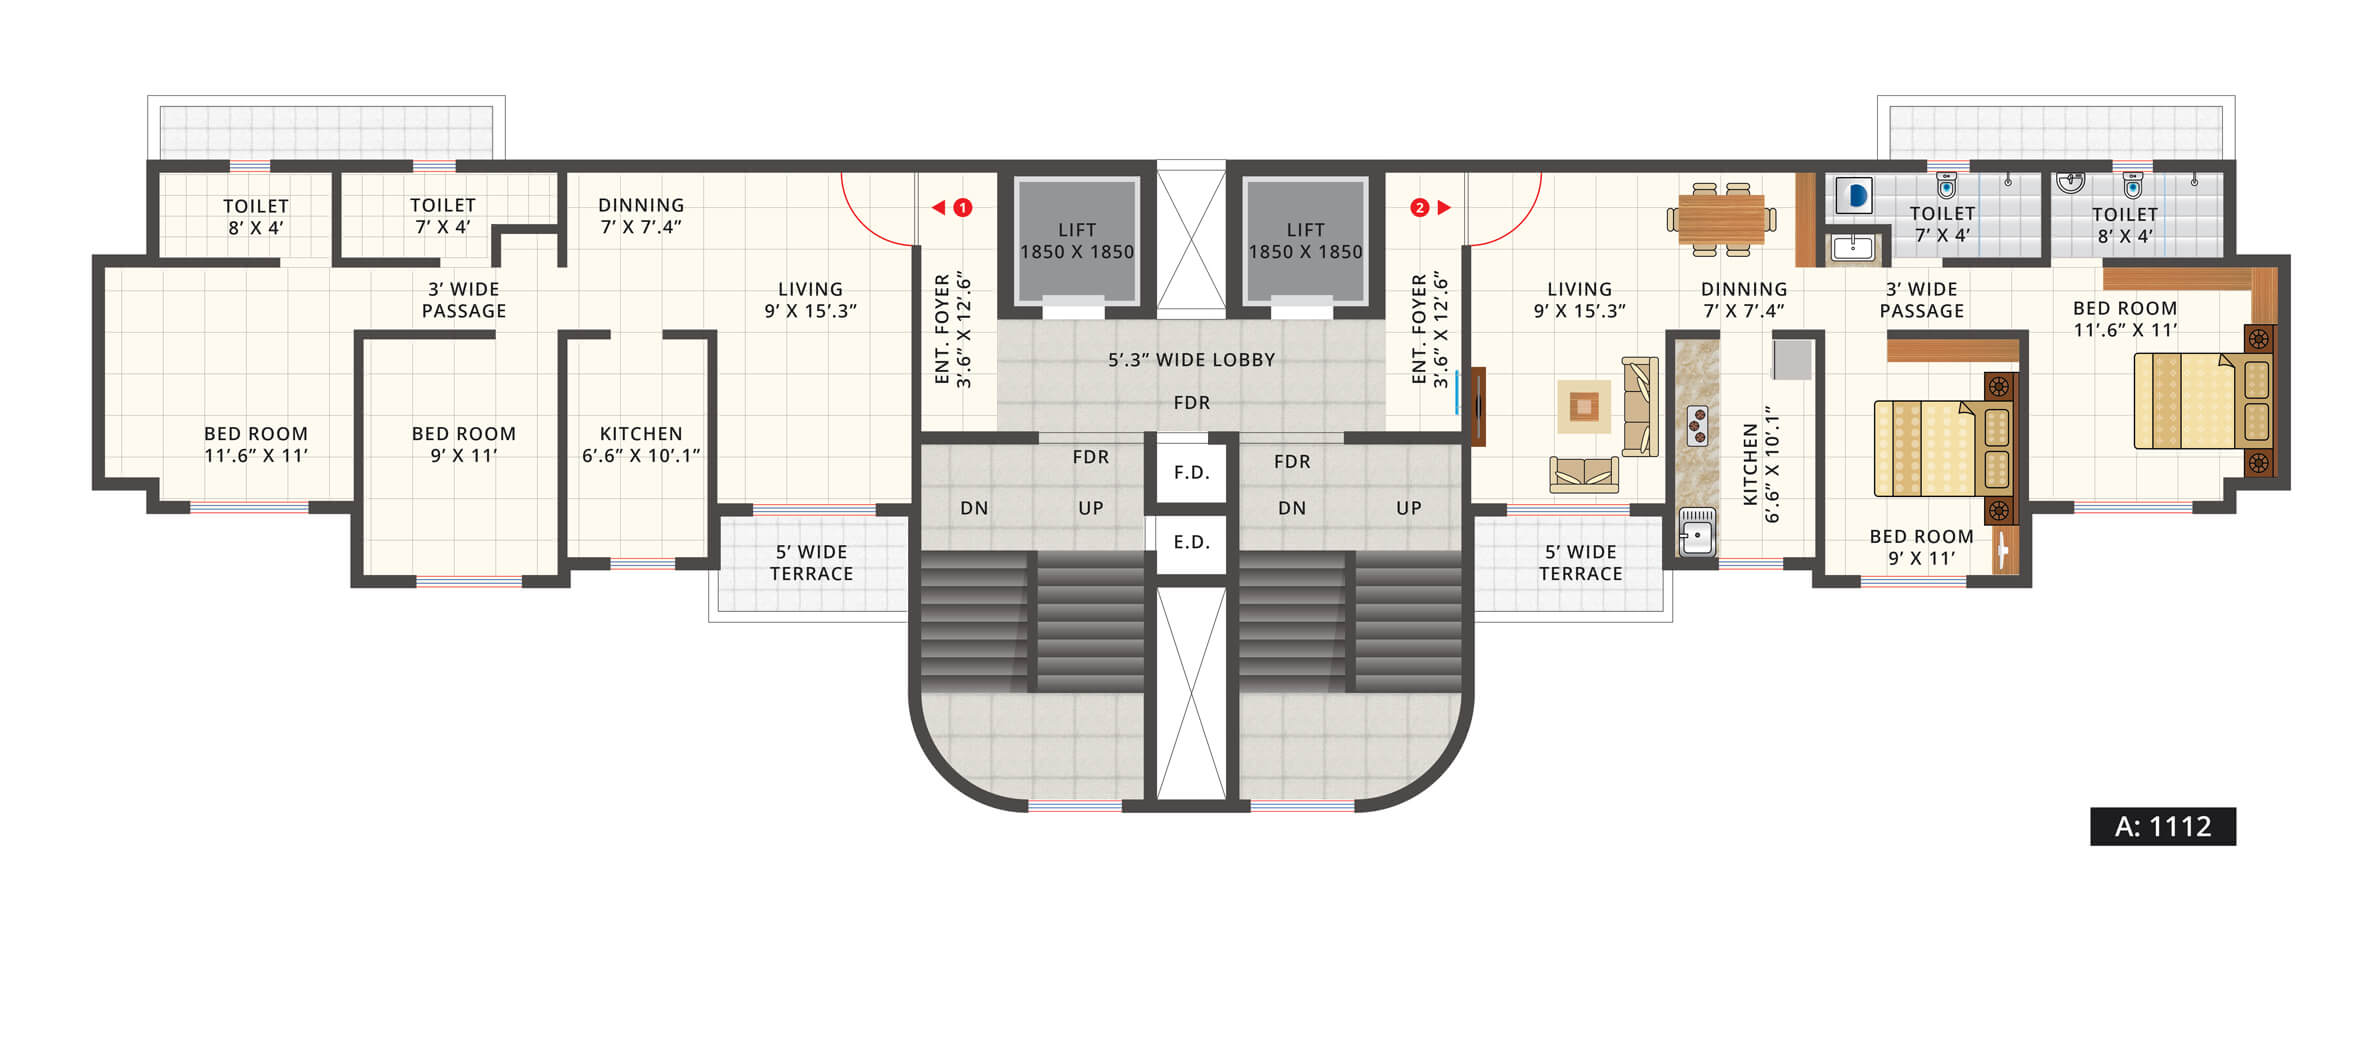 TOILET
8’ X 4’
TOILET
7’ X 4’
DINNING
7’ X 7’.4”
3’ WIDE
PASSAGE
LIVING
9’ X 15’.3”
BED ROOM
11’.6” X 11’
BED ROOM
9’ X 11’
KITCHEN
6’.6” X 10’.1”
5’ WIDE
TERRACE
1
ENT. FOYER
3’.6” X 12’.6”
LIFT
1850 X 1850
LIFT
1850 X 1850
5’.3” WIDE LOBBY
FDR
FDR
DN
UP
F.D.
E.D.
FDR
DN
UP
2
ENT. FOYER
3’.6” X 12’.6”
LIVING
9’ X 15’.3”
DINNING
7’ X 7’.4”
3’ WIDE
PASSAGE
TOILET
7’ X 4’
TOILET
8’ X 4’
BED ROOM
11’.6” X 11’
KITCHEN
6’.6” X 10’.1”
BED ROOM
9’ X 11’
5’ WIDE
TERRACE
A: 1112